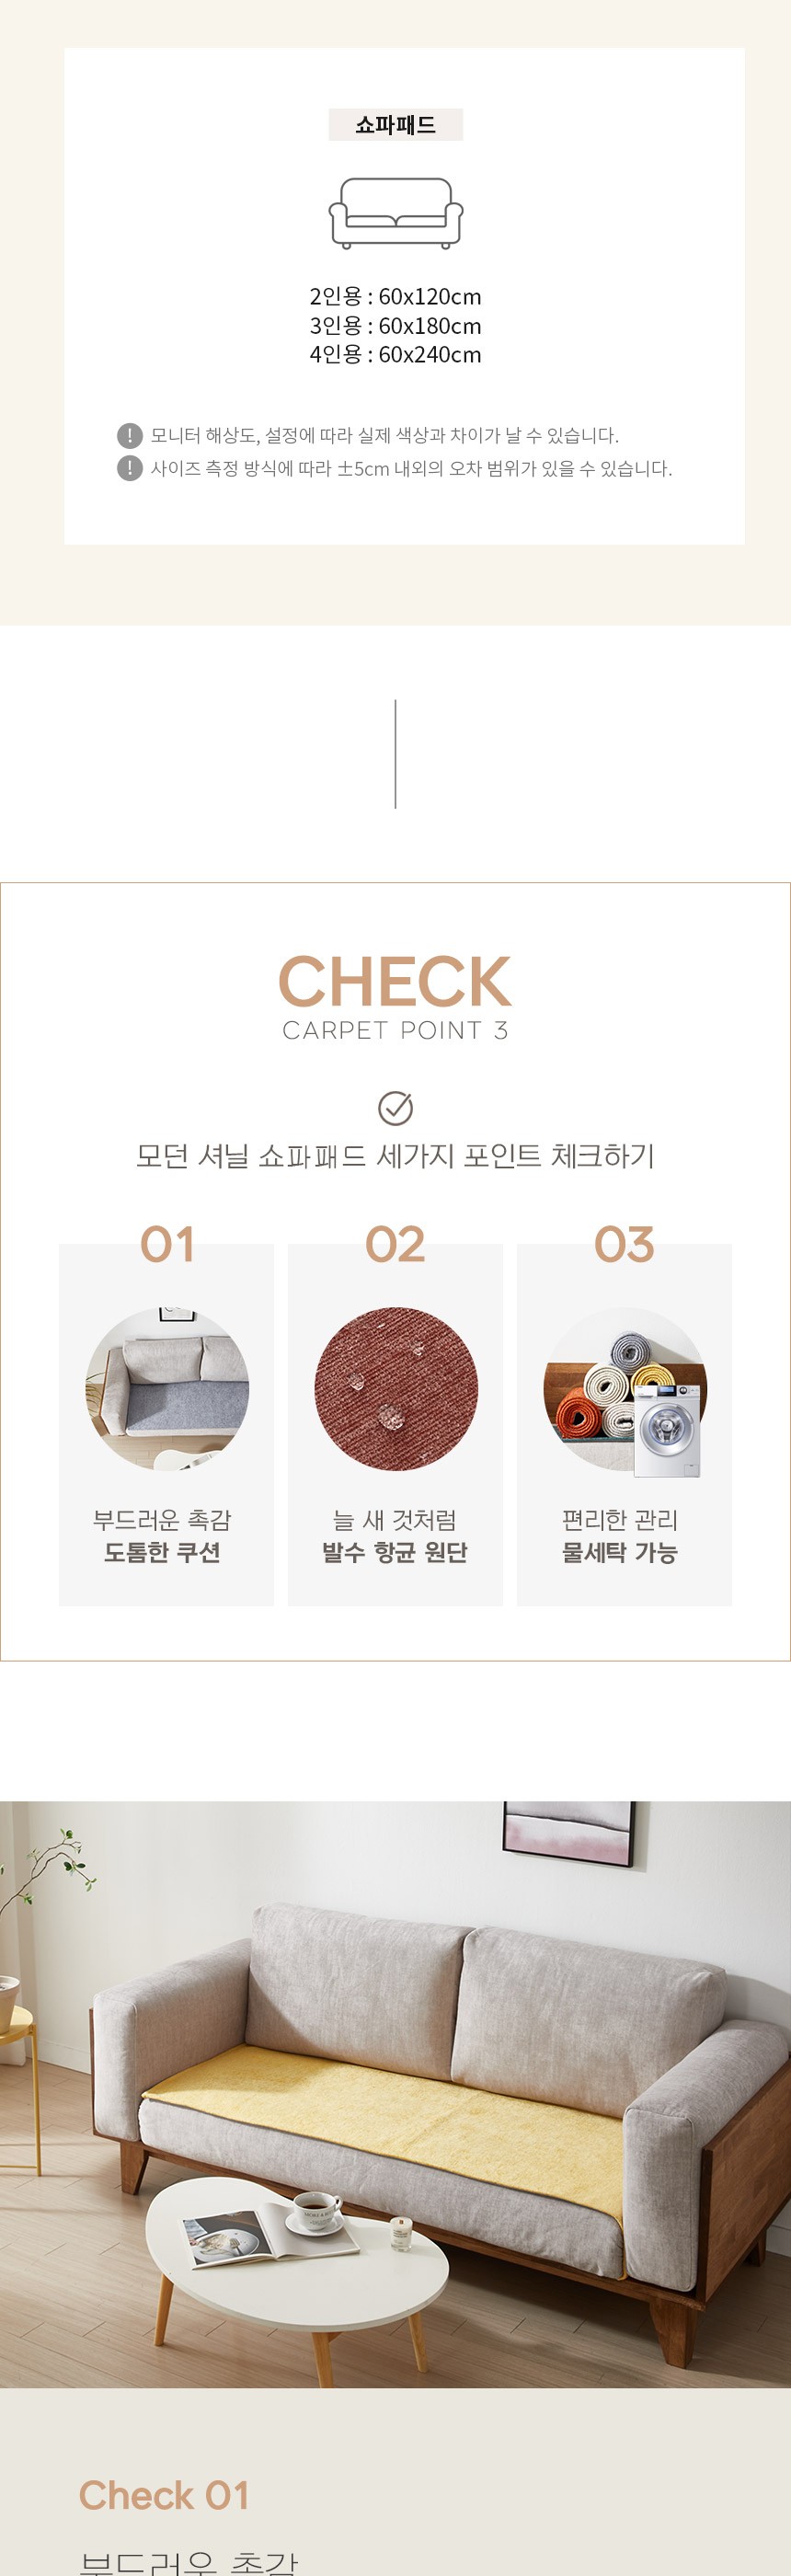 쇼파패드
2인용 : 60x120cm
3인용 : 60x180cm
4인용 : 60x240cm
모니터 해상도, 설정에 따라 실제 색상과 차이가 날 수 있습니다.
사이즈 측정 방식에 따라 ±5cm 내외의 오차 범위가 있을 수 있습니다.
CHECK
CARPET POINT 3
모던 셔닐 쇼파패드 세가지 포인트 체크하기
01
부드러운 촉감
도톰한 쿠션
02
늘 새 것처럼
발수 항균 원단
03
편리한 관리
물세탁 가능
Check 01
부드러운 촉감